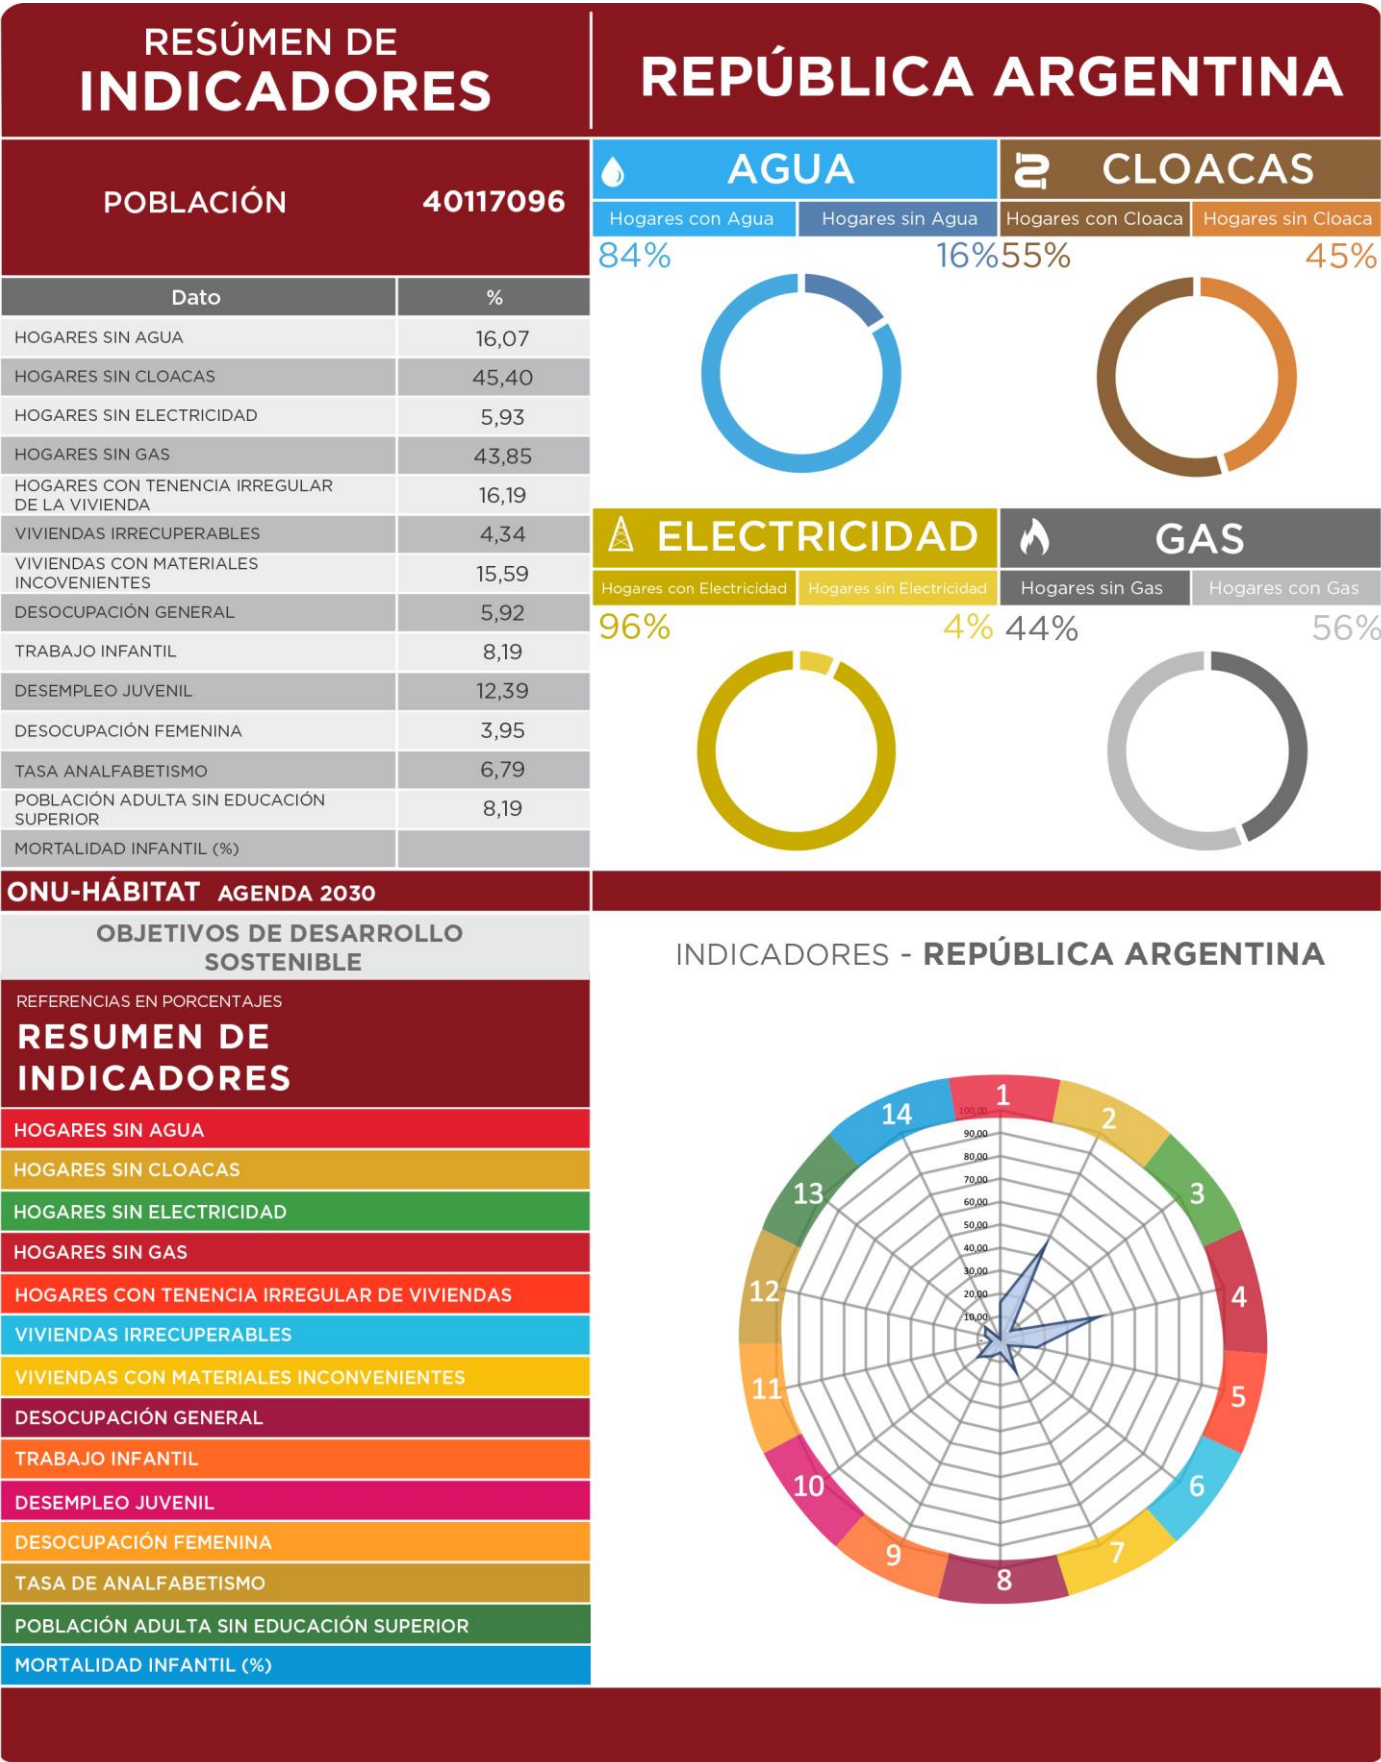 RESÚMEN DE
INDICADORES
REPÚBLICA ARGENTINA
POBLACIÓN 40117096
Dato %
HOGARES SIN AGUA 16,07
HOGARES SIN CLOACAS 45,40
HOGARES SIN ELECTRICIDAD 5,93
HOGARES SIN GAS 43,85
HOGARES CON TENENCIA IRREGULAR
DE LA VIVIENDA 16,19
VIVIENDAS IRRECUPERABLES 4,34
VIVIENDAS CON MATERIALES
INCOVENIENTES 15,59
DESOCUPACIÓN GENERAL 5,92
TRABAJO INFANTIL 8,19
DESEMPLEO JUVENIL 12,39
DESOCUPACIÓN FEMENINA 3,95
TASA ANALFABETISMO 6,79
POBLACIÓN ADULTA SIN EDUCACIÓN
SUPERIOR 8,19
MORTALIDAD INFANTIL (%)
AGUA
Hogares con Agua Hogares sin Agua
84% 16%
CLOACAS
Hogares con Cloaca Hogares sin Cloaca
55% 45%
ELECTRICIDAD
Hogares con Electricidad Hogares sin Electricidad
96% 4%
GAS
Hogares sin Gas Hogares con Gas
44% 56%
ONU-HÁBITAT AGENDA 2030
OBJETIVOS DE DESARROLLO
SOSTENIBLE
REFERENCIAS EN PORCENTAJES
RESUMEN DE
INDICADORES
HOGARES SIN AGUA
HOGARES SIN CLOACAS
HOGARES SIN ELECTRICIDAD
HOGARES SIN GAS
HOGARES CON TENENCIA IRREGULAR DE VIVIENDAS
VIVIENDAS IRRECUPERABLES
VIVIENDAS CON MATERIALES INCONVENIENTES
DESOCUPACIÓN GENERAL
TRABAJO INFANTIL
DESEMPLEO JUVENIL
DESOCUPACIÓN FEMENINA
TASA DE ANALFABETISMO
POBLACIÓN ADULTA SIN EDUCACIÓN SUPERIOR
MORTALIDAD INFANTIL (%)
INDICADORES - REPÚBLICA ARGENTINA
1
2
3
4
5
6
7
8
9
10
11
12
13
14
100,00
90,00
80,00
70,00
60,00
50,00
40,00
30,00
20,00
10,00
-